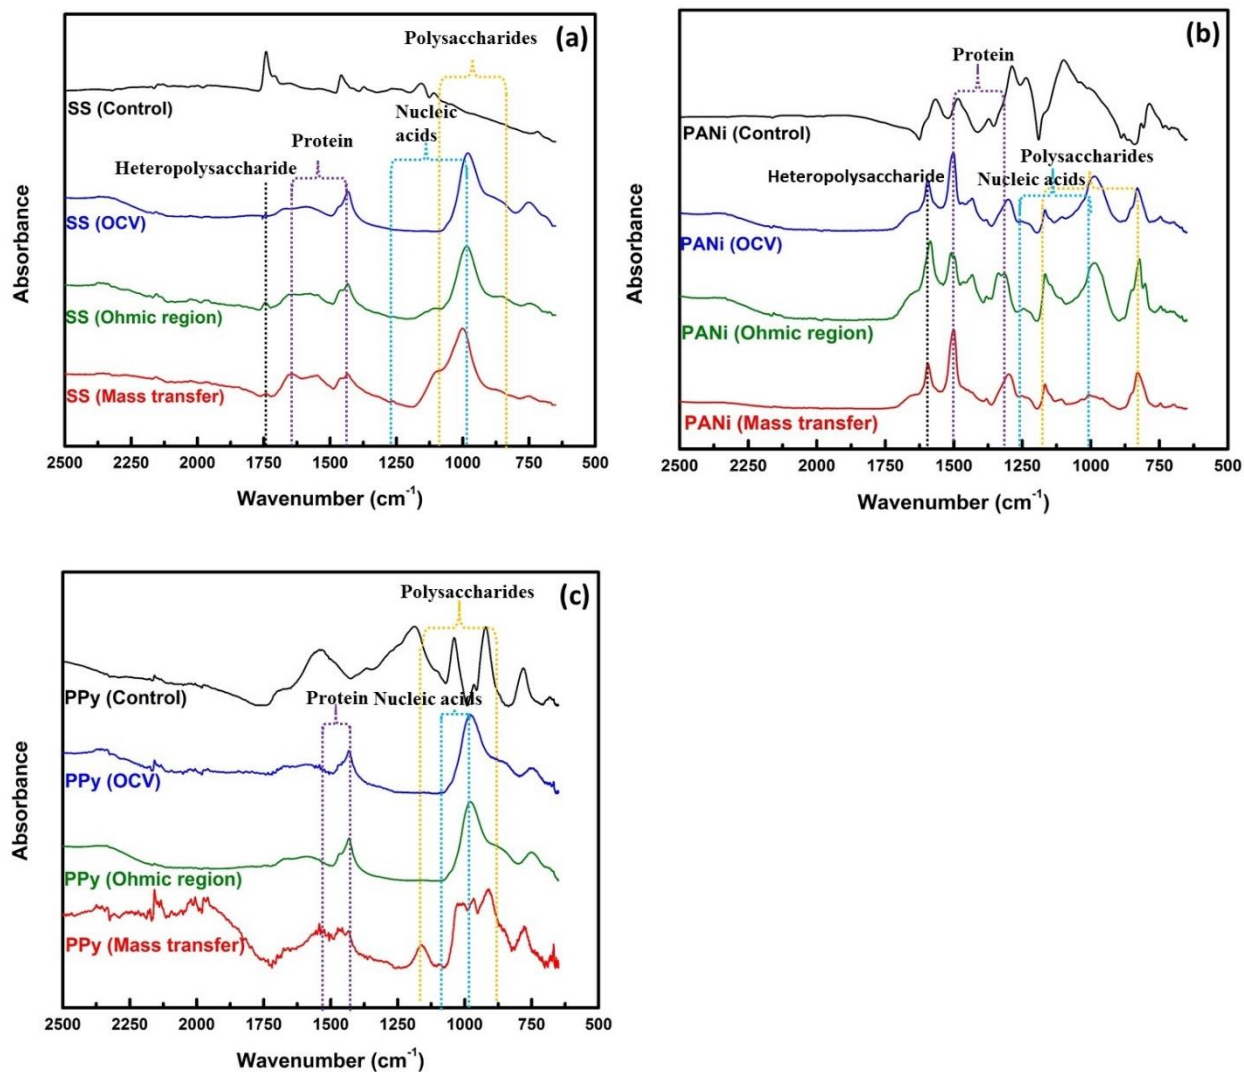 (a)
Polysaccharides
SS (Control)
Nucleic
acids
Protein
Heteropolysaccharide
SS (OCV)
SS (Ohmic region)
SS (Mass transfer)
Absorbance
2500 2250 2000 1750 1500 1250 1000 750 500
Wavenumber (cm-1)
(b)
Protein
PANi (Control)
Polysaccharides
Heteropolysaccharide
Nucleic acids
PANi (OCV)
PANi (Ohmic region)
PANi (Mass transfer)
Absorbance
2500 2250 2000 1750 1500 1250 1000 750 500
Wavenumber (cm-1)
(c)
Polysaccharides
PPy (Control)
Protein Nucleic acids
PPy (OCV)
PPy (Ohmic region)
PPy (Mass transfer)
Absorbance
2500 2250 2000 1750 1500 1250 1000 750 500
Wavenumber (cm-1)